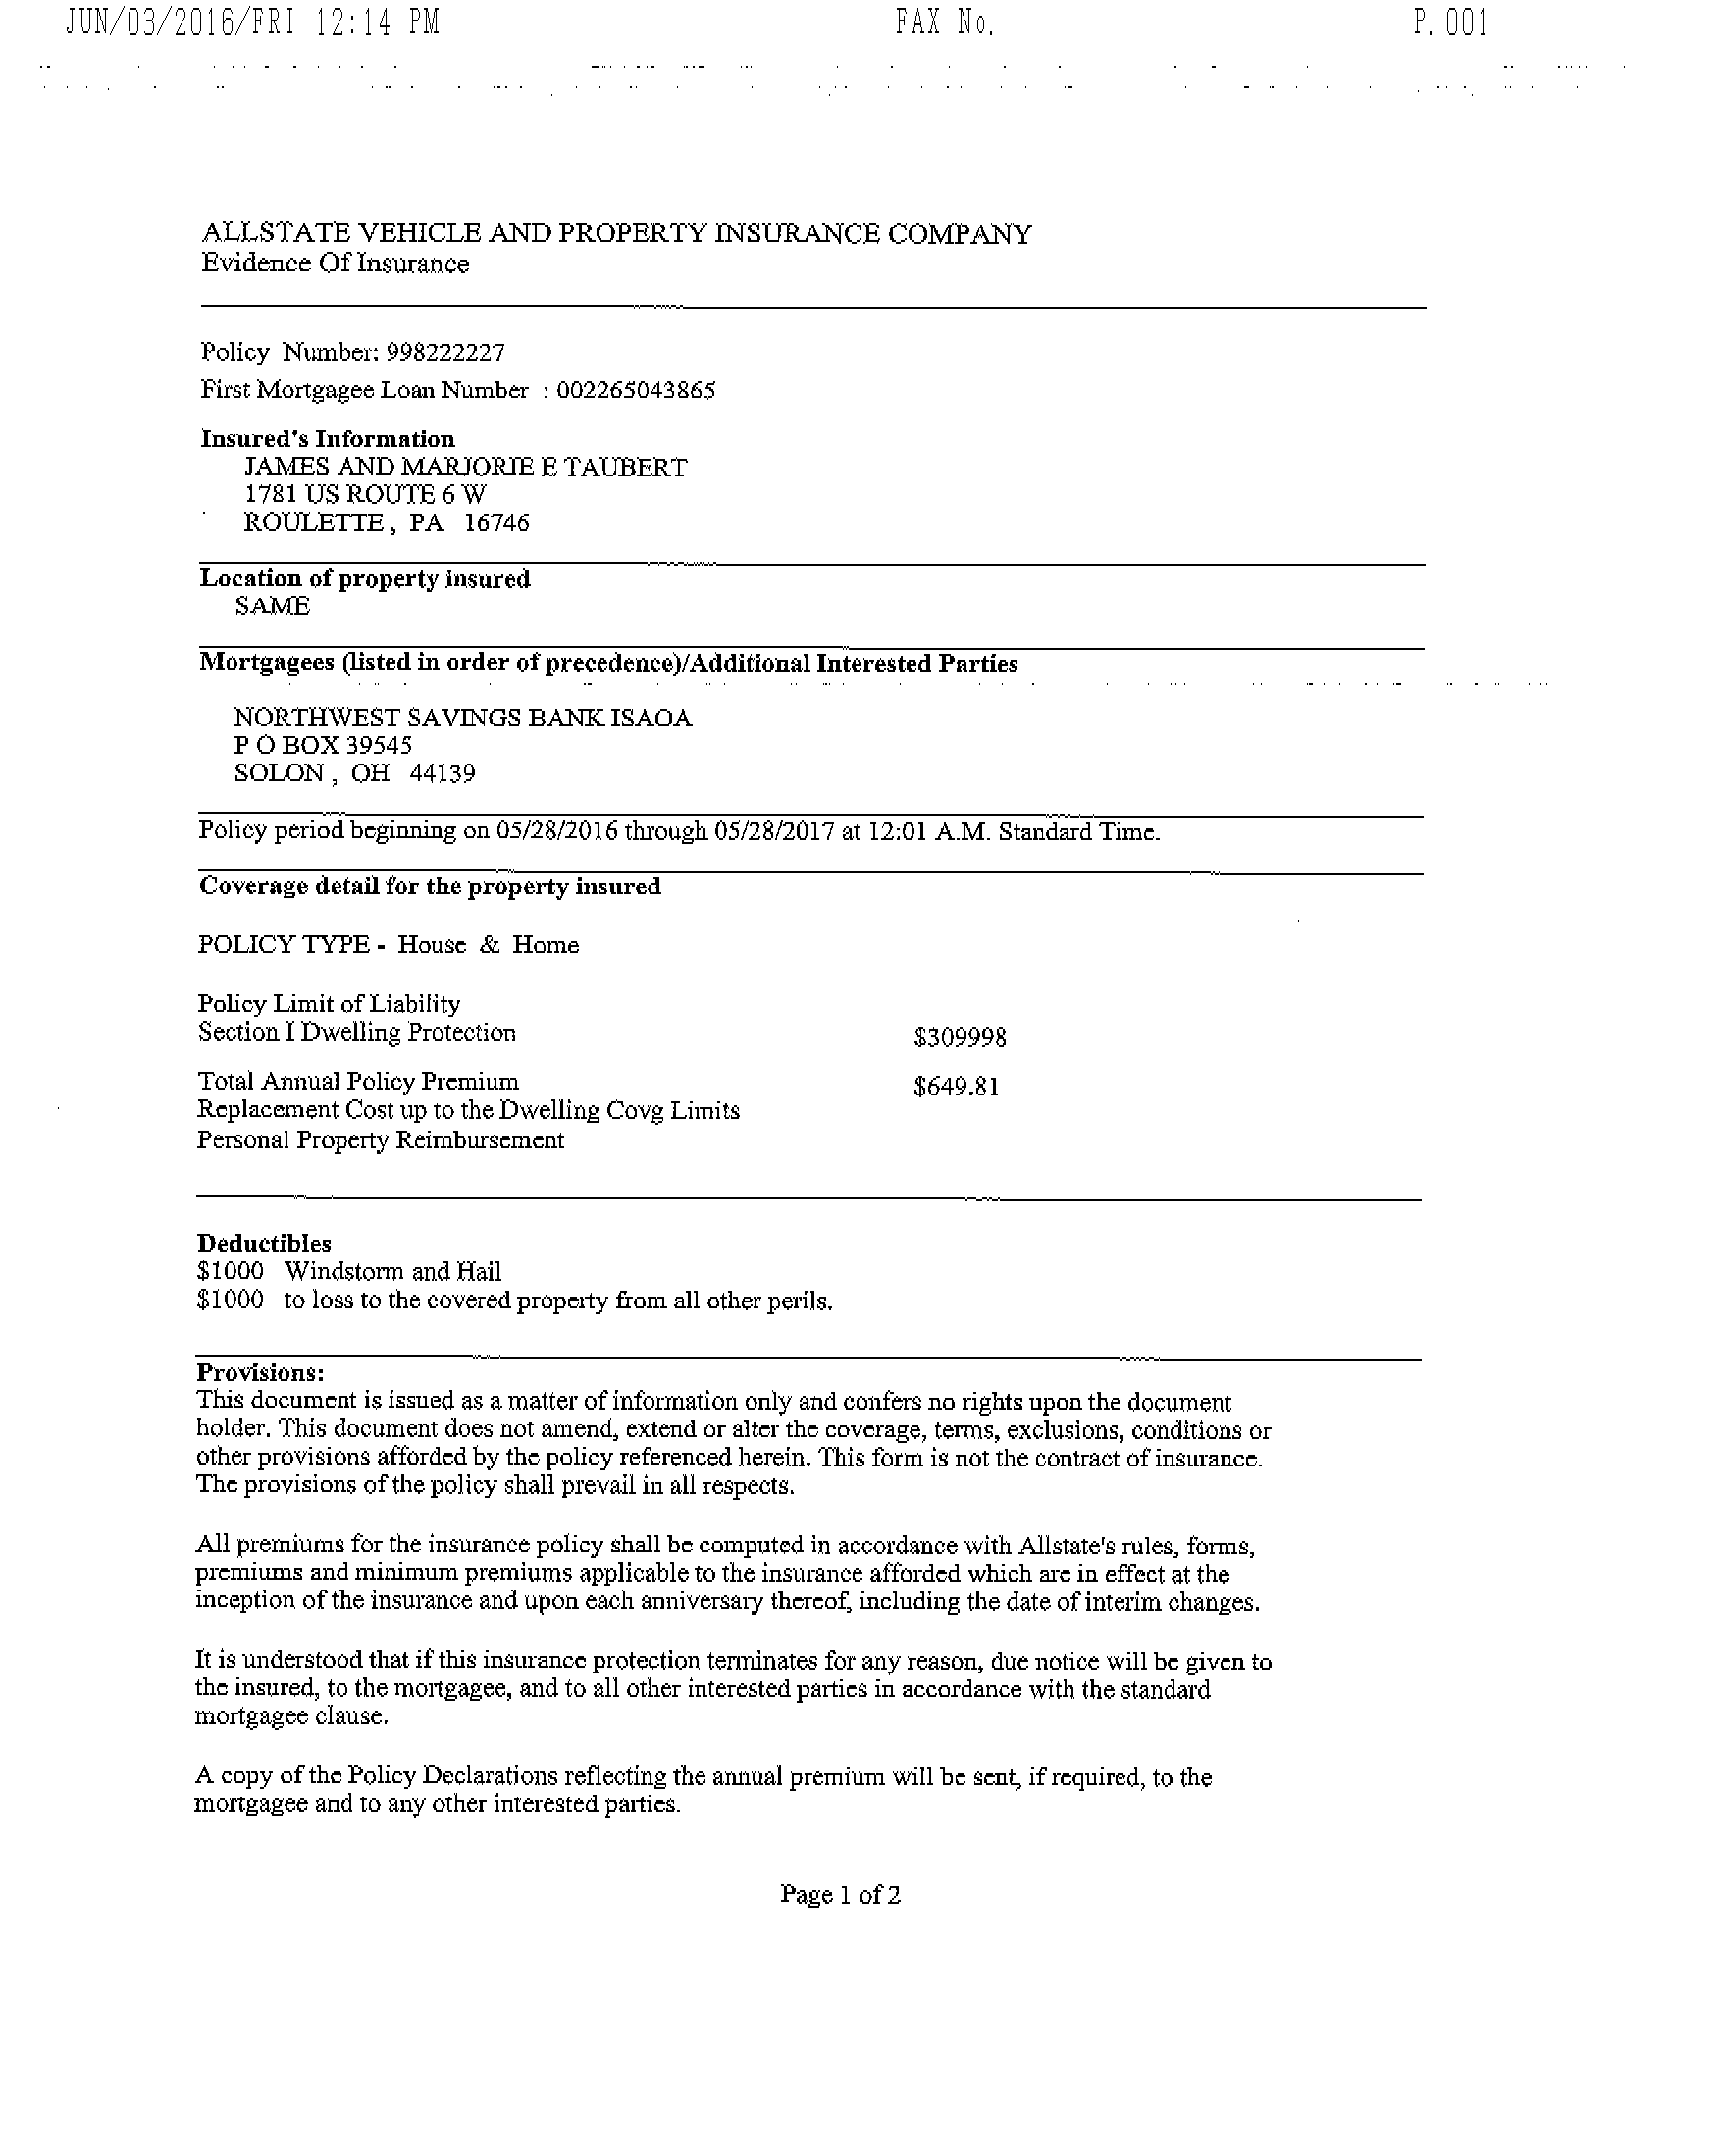 JUN/03/2016/FRI 12:14 PM FAX No. P. 001
ALLSTATE VEHICLE AND PROPERTY INSURANCE COMPANY
Evidence Of Insurance
Policy Number: 998222227
First Mortgagee Loan Number : 002265043865
Insured's Information
JAMES AND MARJORIE E TAUBERT
1781 US ROUTE 6 W
ROULETTE , PA 16746
Location of property insured
SAME
Mortgagees (listed in order of precedence)/Additional Interested Parties
NORTHWEST SAVINGS BANK ISAOA
P O BOX 39545
SOLON , OH 44139
Policy period beginning on 05/28/2016 through 05/28/2017 at 12:01 A.M. Standard Time.
Coverage detail for the property insured
POLICY TYPE - House & Home
Policy Limit of Liability
Section I Dwelling Protection $309998
Total Annual Policy Premium $649.81
Replacement Cost up to the Dwelling Covg Limits
Personal Property Reimbursement
Deductibles
$1000 Windstorm and Hail
$1000 to loss to the covered property from all other perils.
Provisions:
This document is issued as a matter of information only and confers no rights upon the document
holder. This document does not amend, extend or alter the coverage, terms, exclusions, conditions or
other provisions afforded by the policy referenced herein. This form is not the contract of insurance.
The provisions of the policy shall prevail in all respects.
All premiums for the insurance policy shall be computed in accordance with Allstate's rules, forms,
premiums and minimum premiums applicable to the insurance afforded which are in effect at the
inception of the insurance and upon each anniversary thereof, including the date of interim changes.
It is understood that if this insurance protection terminates for any reason, due notice will be given to
the insured, to the mortgagee, and to all other interested parties in accordance with the standard
mortgagee clause.
A copy of the Policy Declarations reflecting the annual premium will be sent, if required, to the
mortgagee and to any other interested parties.
Page 1 of 2